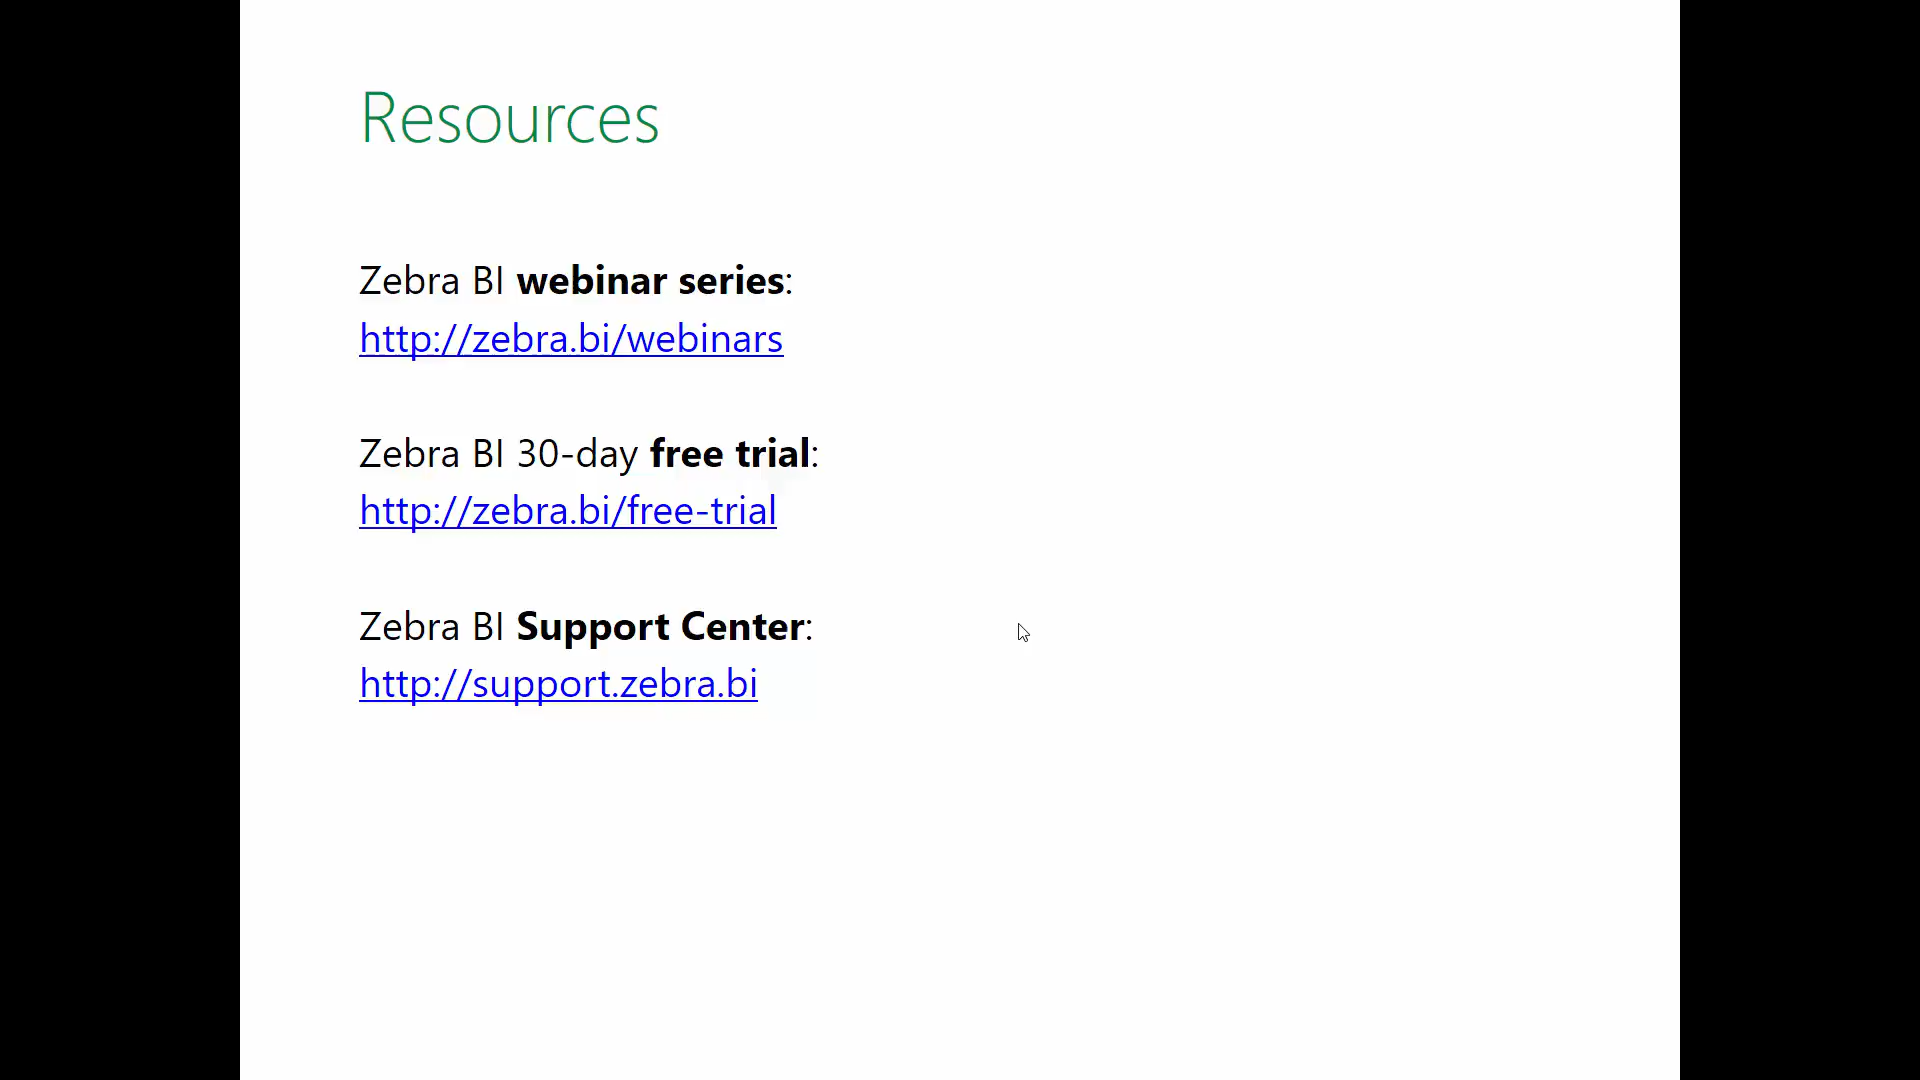 Resources
Zebra BI webinar series:
http://zebra.bi/webinars
Zebra BI 30-day free trial:
http://zebra.bi/free-trial
Zebra BI Support Center:
http://support.zebra.bi